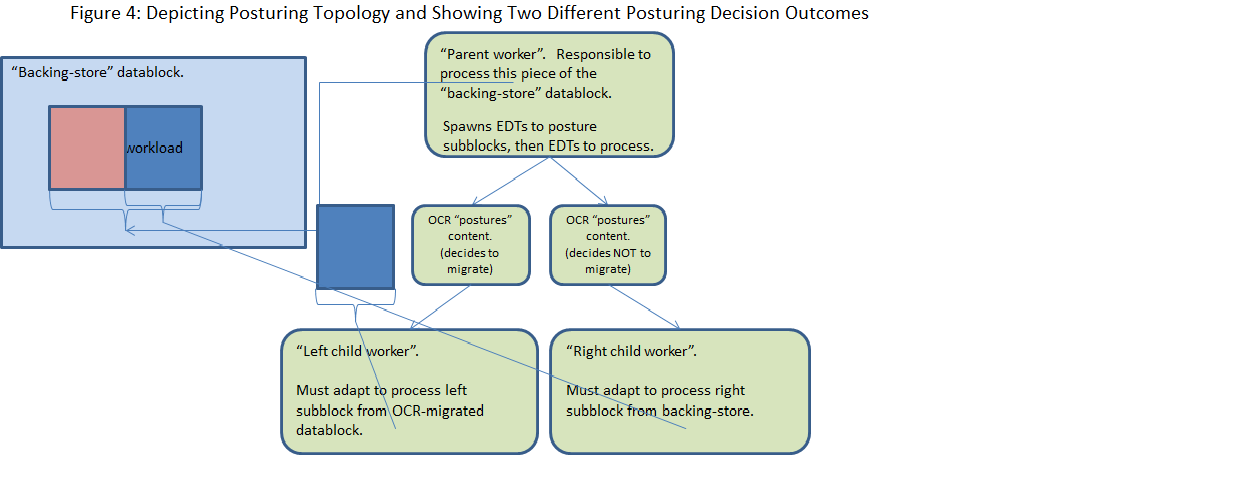 Figure 4: Depicting Posturing Topology and Showing Two Different Posturing Decision Outcomes
“Backing-store” datablock.
workload
“Parent worker”.   Responsible to
process this piece of the
“backing-store” datablock.
Spawns EDTs to posture
subblocks, then EDTs to process.
OCR “postures”
content.
(decides to
migrate)
OCR “postures”
content.
(decides NOT to
migrate)
“Left child worker”.
Must adapt to process left
subblock from OCR-migrated
datablock.
“Right child worker”.
Must adapt to process right
subblock from backing-store.